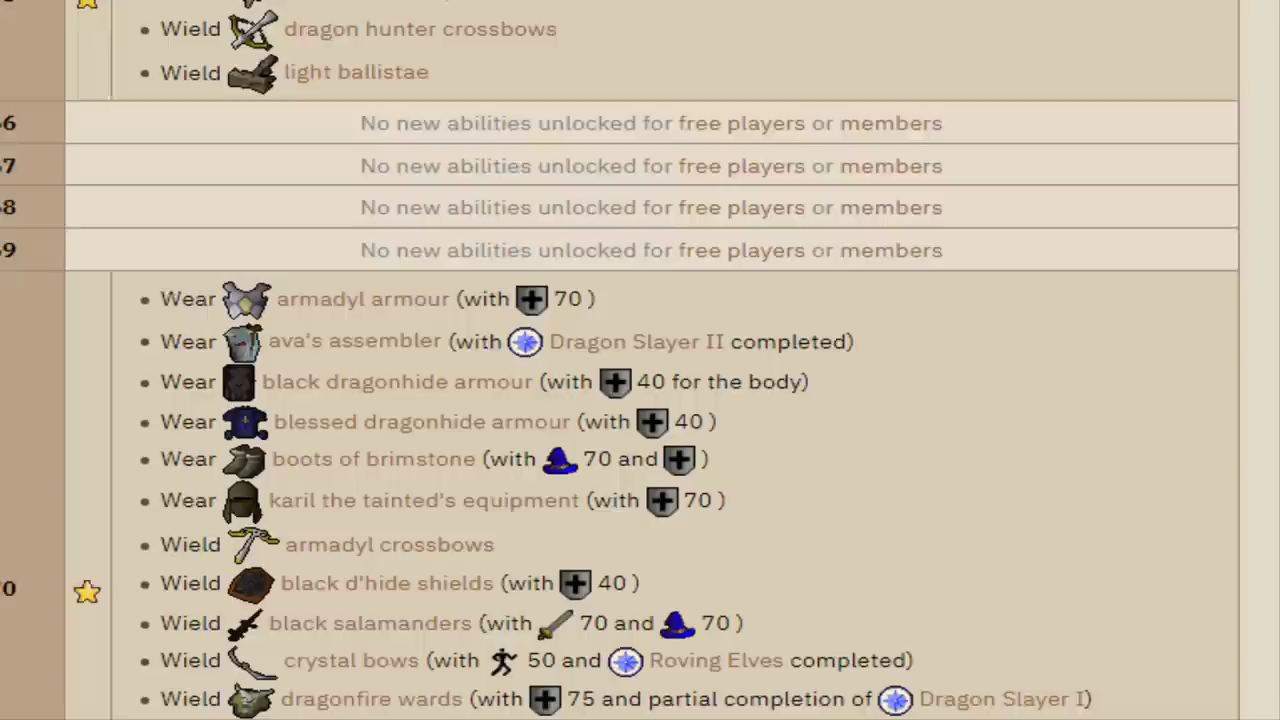 Wield dragon hunter crossbows
Wield light ballistae
6 No new abilities unlocked for free players or members
7 No new abilities unlocked for free players or members
8 No new abilities unlocked for free players or members
9 No new abilities unlocked for free players or members
Wear armadyl armour (with 70 )
Wear ava's assembler (with Dragon Slayer II completed)
Wear black dragonhide armour (with 40 for the body)
Wear blessed dragonhide armour (with 40 )
Wear boots of brimstone (with 70 and )
Wear karil the tainted's equipment (with 70 )
Wield armadyl crossbows
0 Wield black d'hide shields (with 40 )
Wield black salamanders (with 70 and 70 )
Wield crystal bows (with 50 and Roving Elves completed)
Wield dragonfire wards (with 75 and partial completion of Dragon Slayer I)